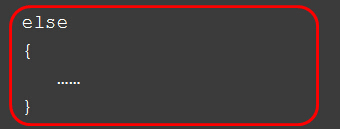 else
{
    ……
}